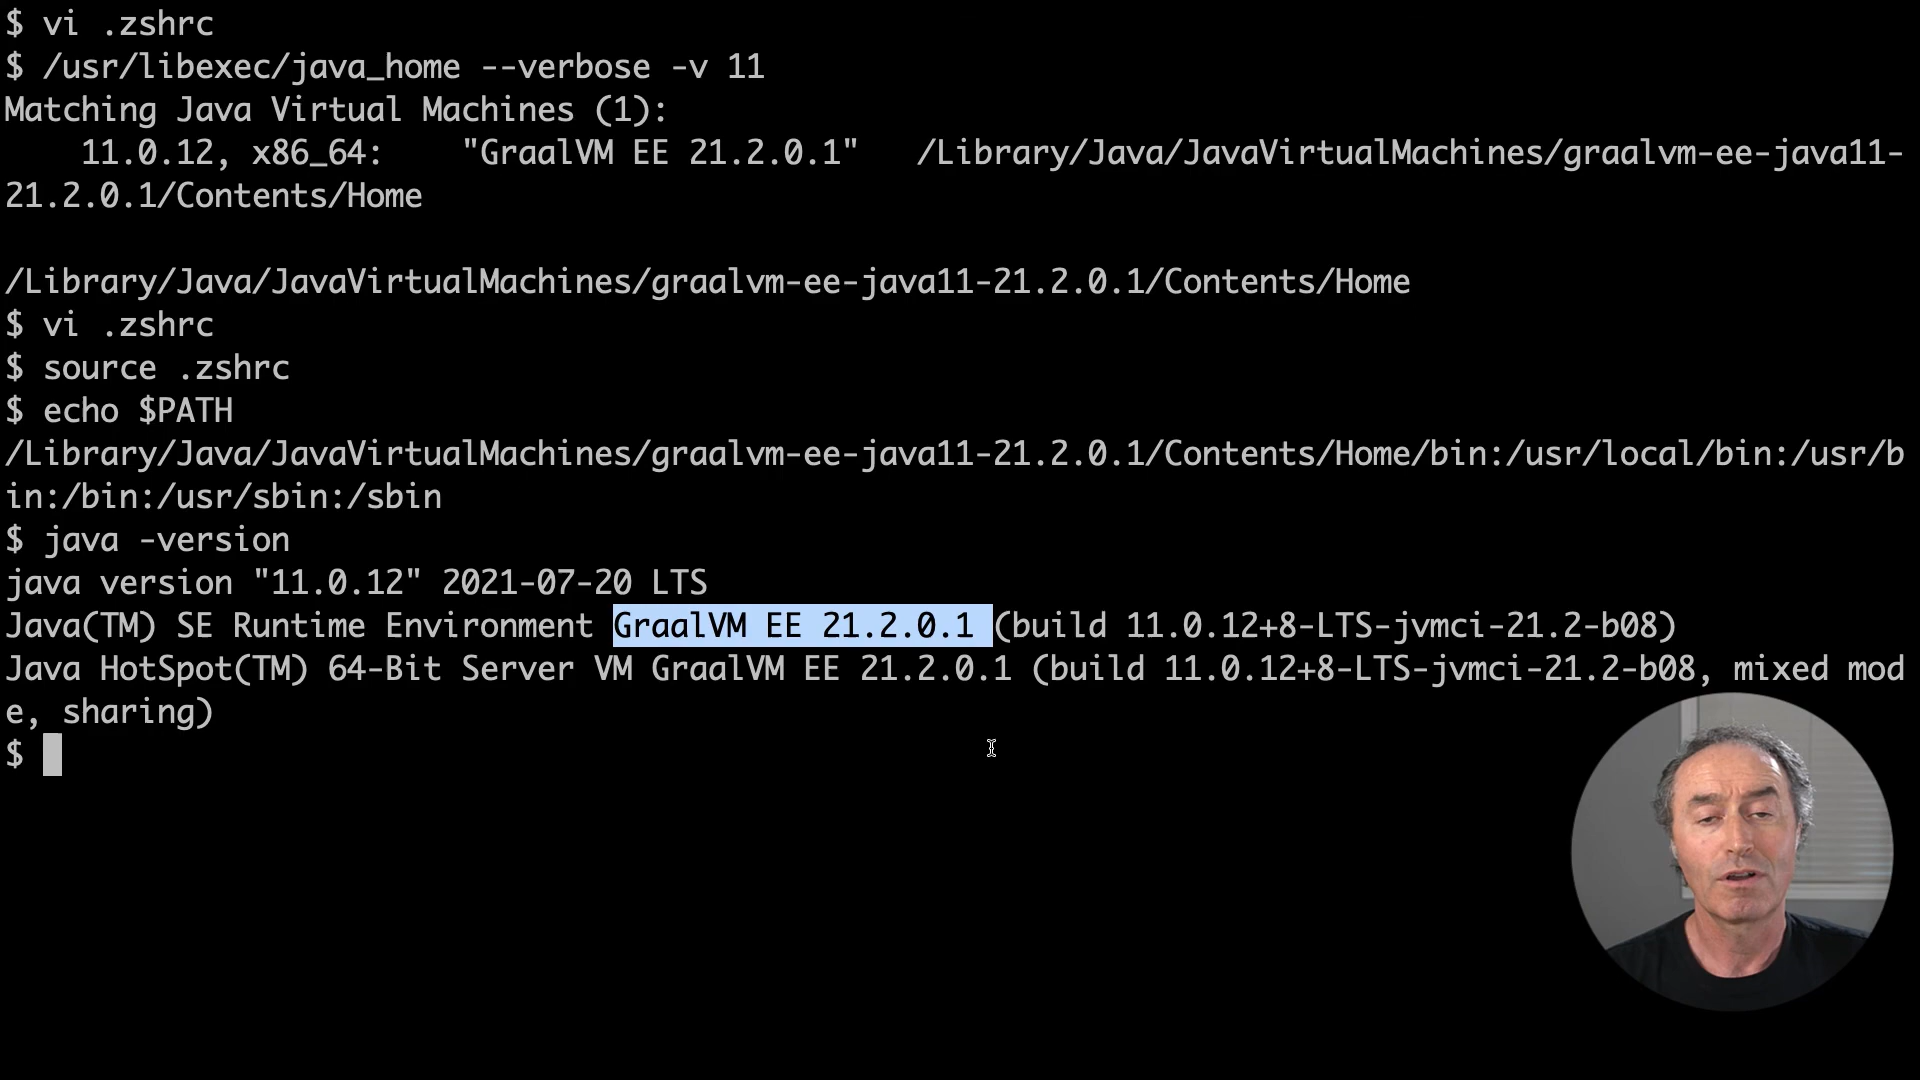 $ vi .zshrc
$ /usr/libexec/java_home --verbose -v 11
Matching Java Virtual Machines (1):
    11.0.12, x86_64:    "GraalVM EE 21.2.0.1"   /Library/Java/JavaVirtualMachines/graalvm-ee-java11-
21.2.0.1/Contents/Home

/Library/Java/JavaVirtualMachines/graalvm-ee-java11-21.2.0.1/Contents/Home
$ vi .zshrc
$ source .zshrc
$ echo $PATH
/Library/Java/JavaVirtualMachines/graalvm-ee-java11-21.2.0.1/Contents/Home/bin:/usr/local/bin:/usr/b
in:/bin:/usr/sbin:/sbin
$ java -version
java version "11.0.12" 2021-07-20 LTS
Java(TM) SE Runtime Environment GraalVM EE 21.2.0.1 (build 11.0.12+8-LTS-jvmci-21.2-b08)
Java HotSpot(TM) 64-Bit Server VM GraalVM EE 21.2.0.1 (build 11.0.12+8-LTS-jvmci-21.2-b08, mixed mod
e, sharing)
$